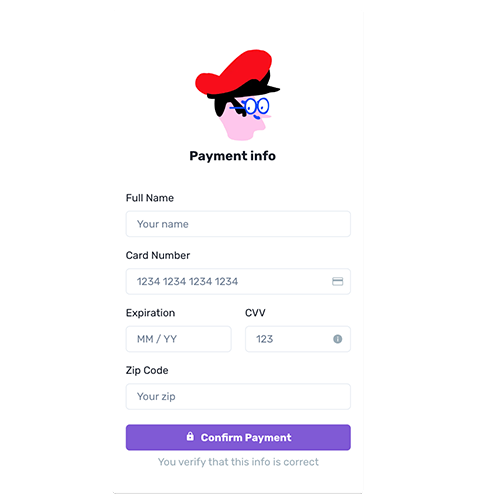 Payment info
Full Name
Your name
Card Number
1234 1234 1234 1234
Expiration CVV
MM / YY 123
Zip Code
Your zip
Confirm Payment
You verify that this info is correct